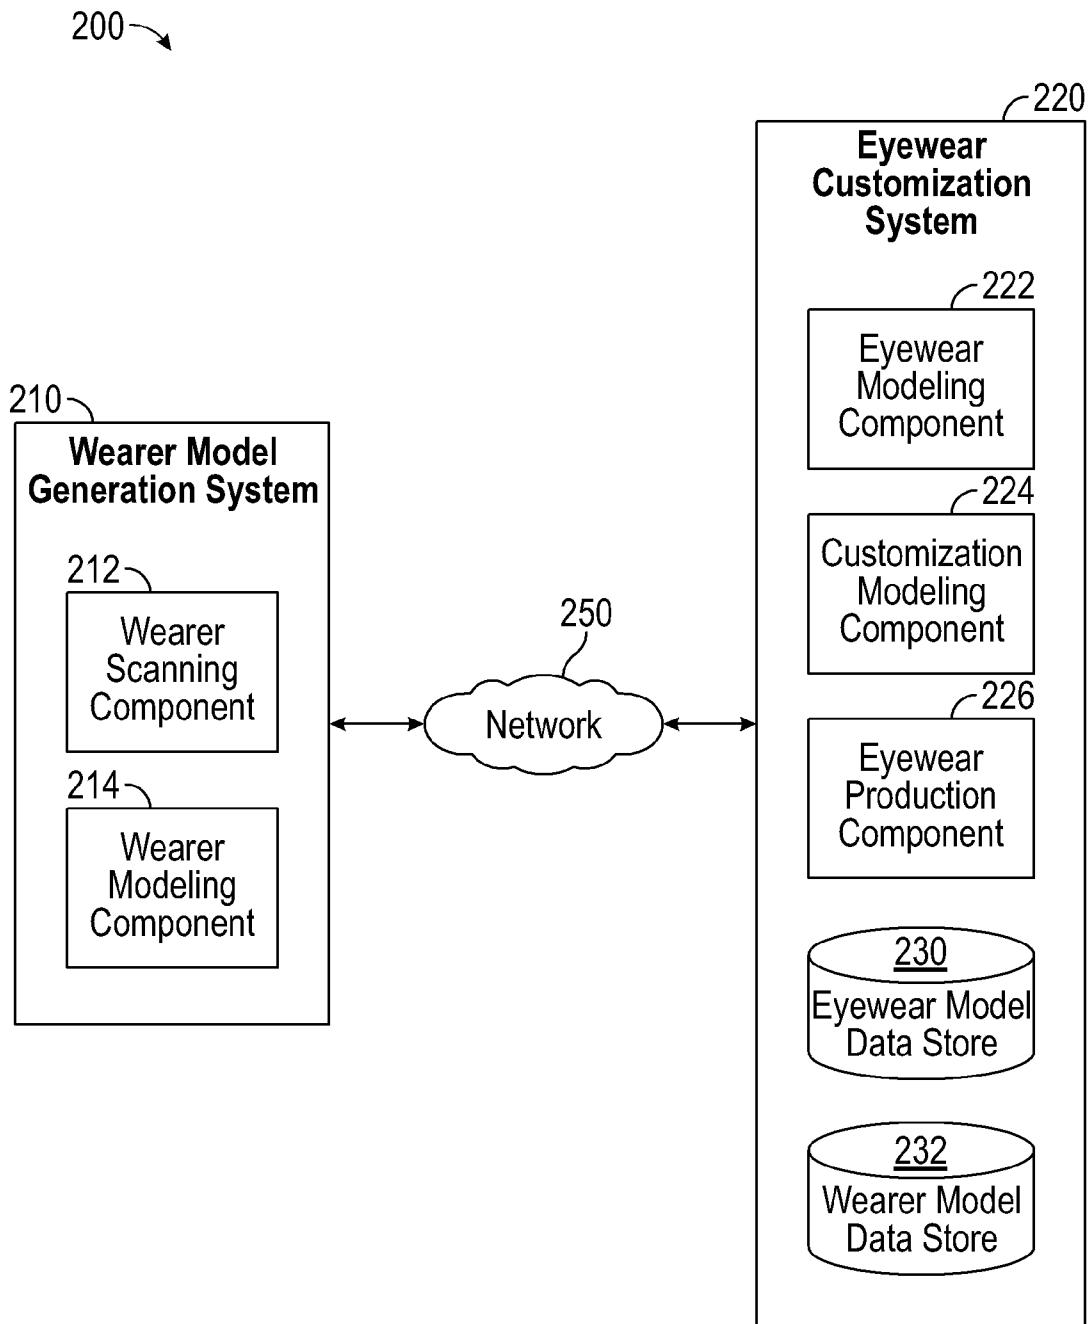 200
220
Eyewear
Customization
System
222
Eyewear
Modeling
Component
210
Wearer Model
Generation System
224
Customization
Modeling
Component
212
Wearer
Scanning
Component
250
Network
226
Eyewear
Production
Component
214
Wearer
Modeling
Component
230
Eyewear Model
Data Store
232
Wearer Model
Data Store